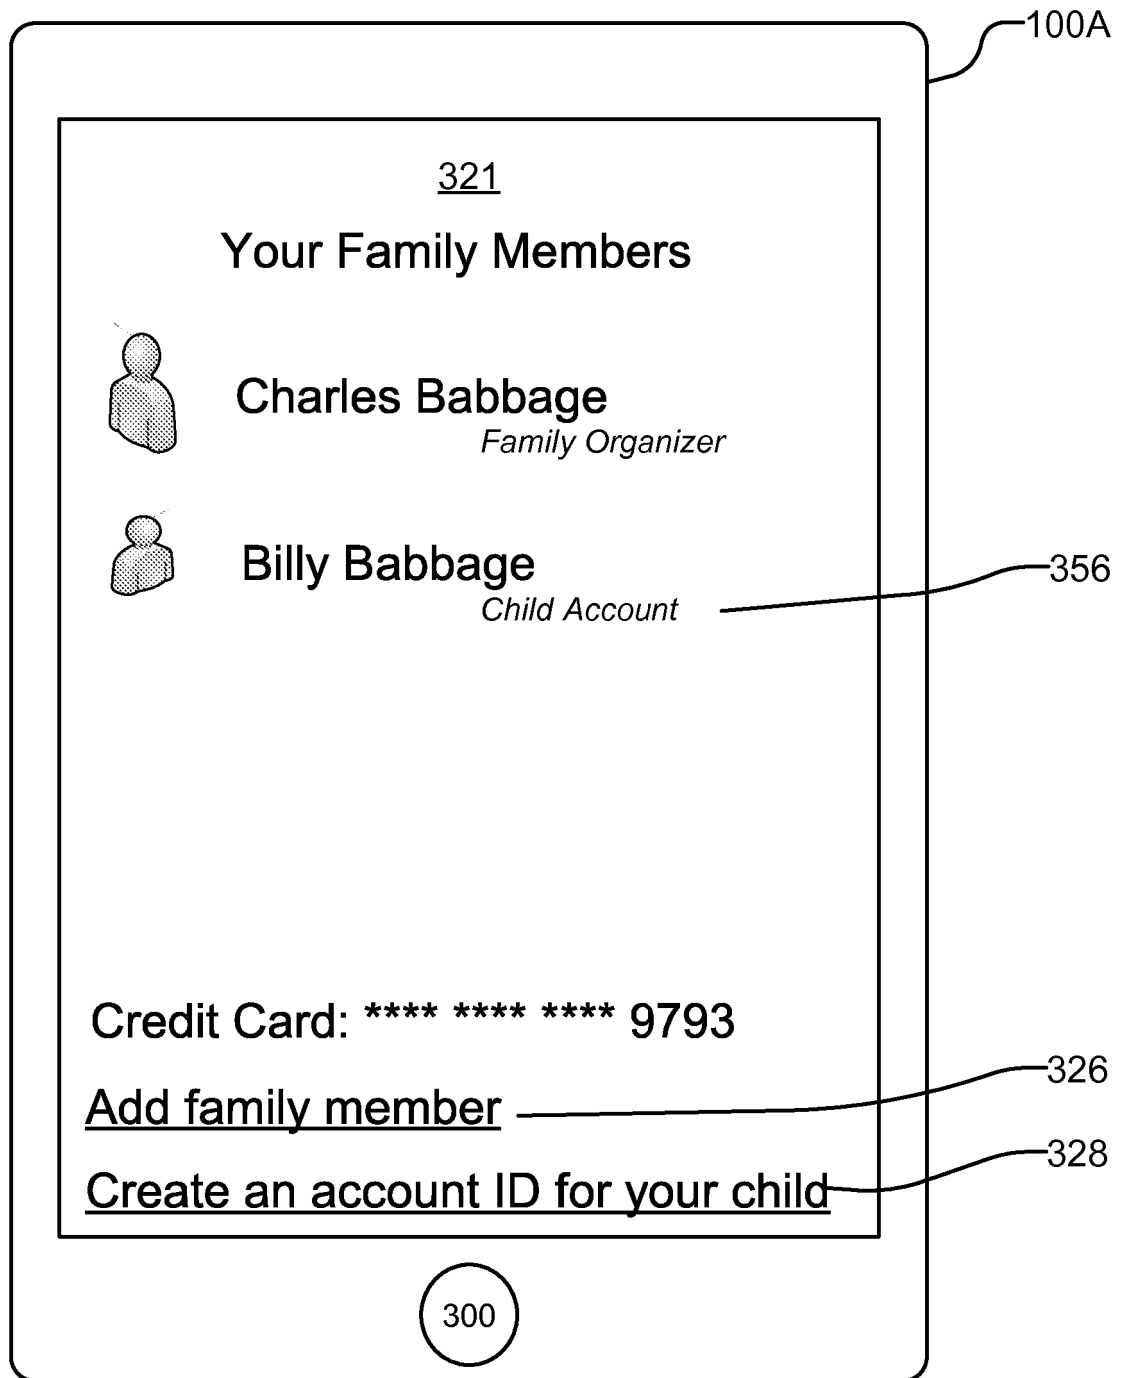 100A
321
Your Family Members
Charles Babbage
Family Organizer
Billy Babbage
356
Child Account
Credit Card: **** **** **** 9793
326
Add family member
328
Create an account ID for your child
300